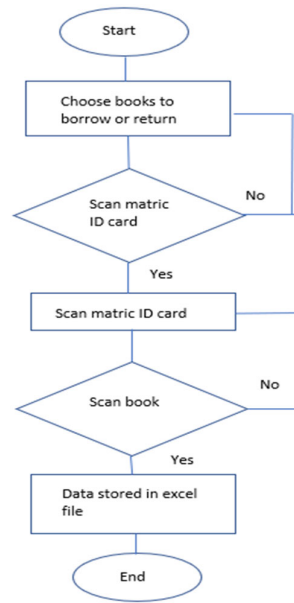 Start
Choose books to
borrow or return
Scan matric
ID card
No
Yes
Scan matric ID card
Scan book
No
Yes
Data stored in excel
file
End